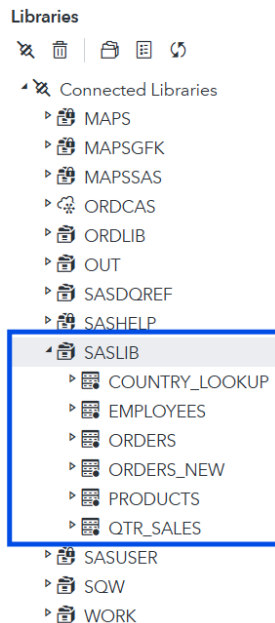 Libraries
Connected Libraries
MAPS
MAPSGFK
MAPSSAS
ORDCAS
ORDLIB
OUT
SASDQREF
SASHELP
SASLIB
COUNTRY_LOOKUP
EMPLOYEES
ORDERS
ORDERS_NEW
PRODUCTS
QTR_SALES
SASUSER
SQW
WORK